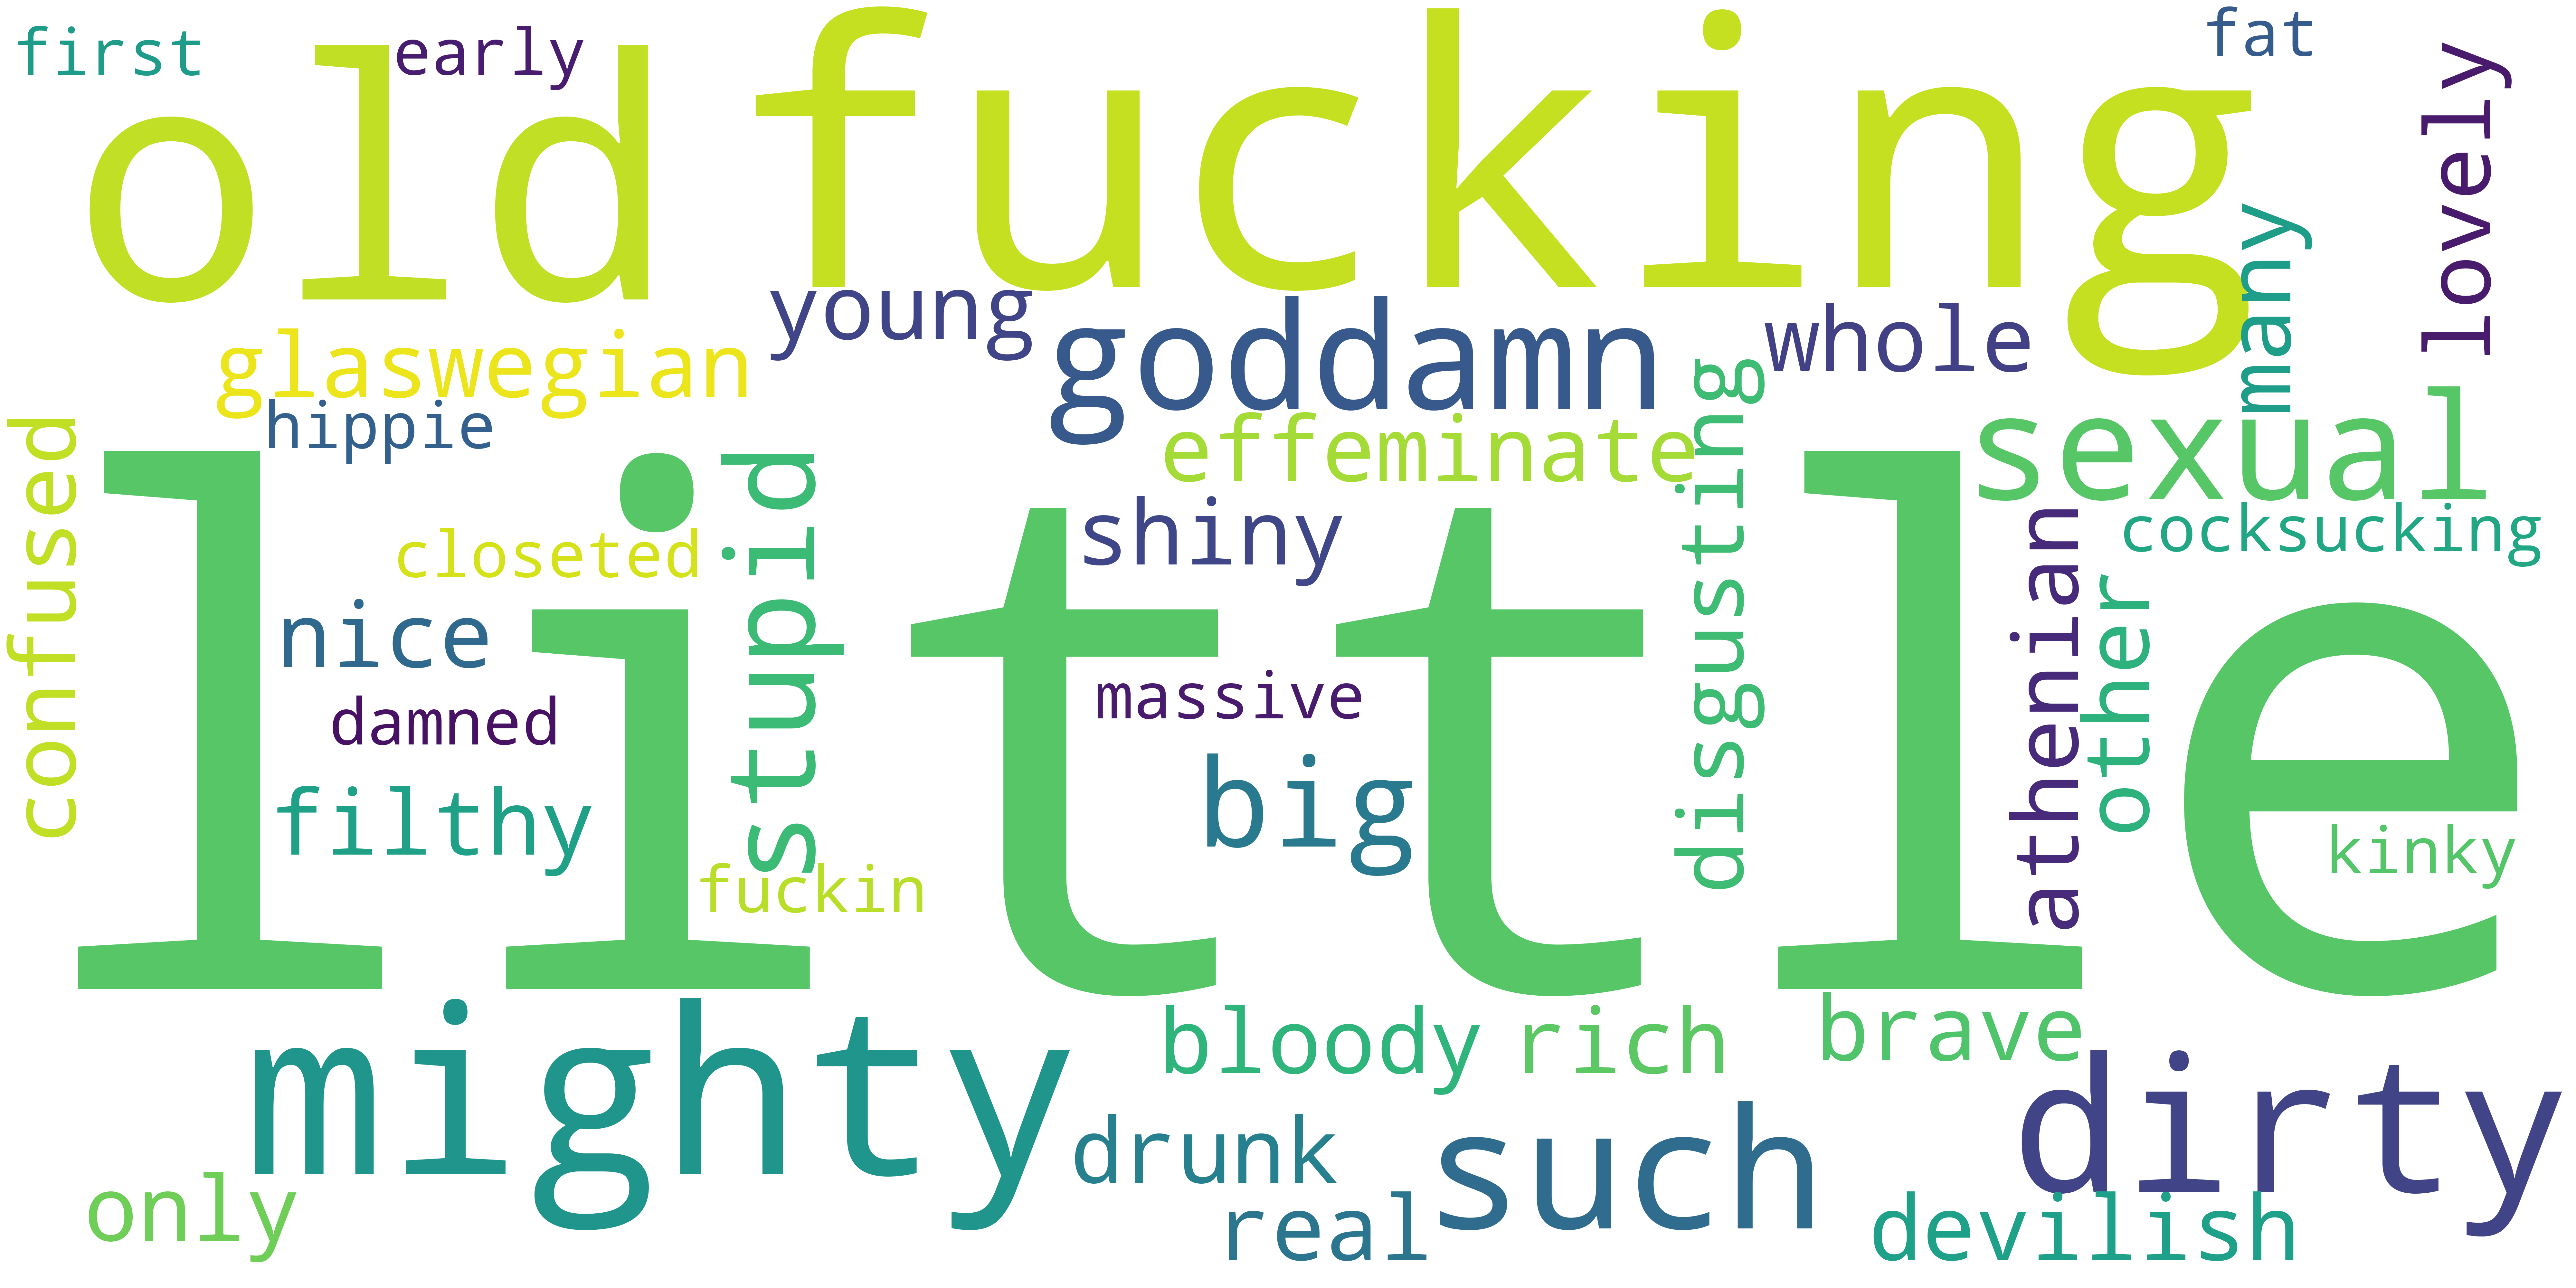 first
early
fat
old
fucking
lovely
many
young
glaswegian
goddamn
whole
hippie
effeminate
disgusting
sexual
confused
stupid
closeted
shiny
athenian
cocksucking
nice
other
little
damned
massive
filthy
big
kinky
fuckin
mighty
bloody
rich
brave
dirty
drunk
such
only
real
devilish